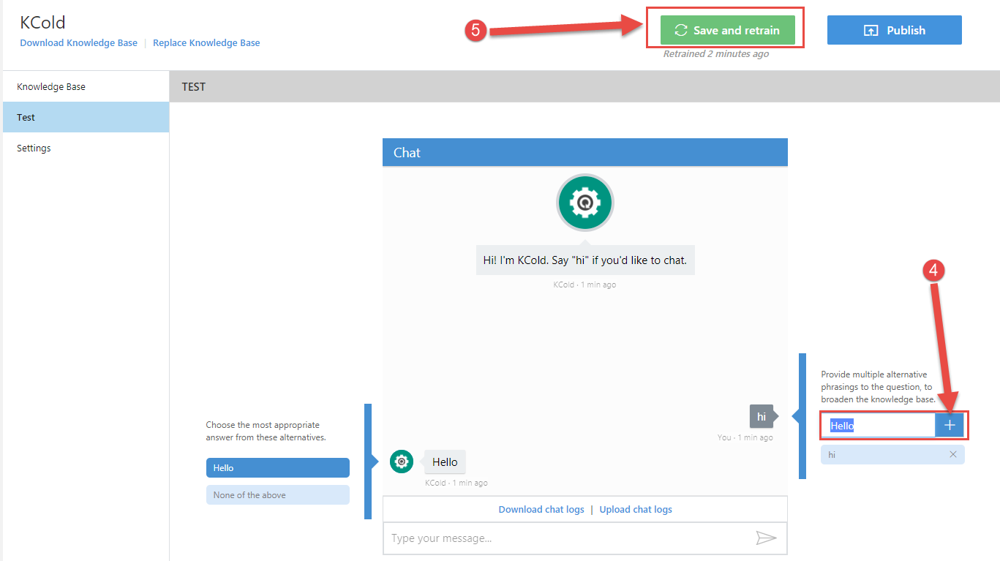 KCold
Download Knowledge Base | Replace Knowledge Base
5
Save and retrain
Publish
Retrained 2 minutes ago
Knowledge Base
Test
Settings
TEST
Chat
Hi! I'm KCold. Say "hi" if you'd like to chat.
KCold · 1 min ago
4
Provide multiple alternative
phrasings to the question, to
broaden the knowledge base.
Hello
hi
hi
You · 1 min ago
Choose the most appropriate
answer from these alternatives.
Hello
None of the above
Hello
KCold · 1 min ago
Download chat logs | Upload chat logs
Type your message...